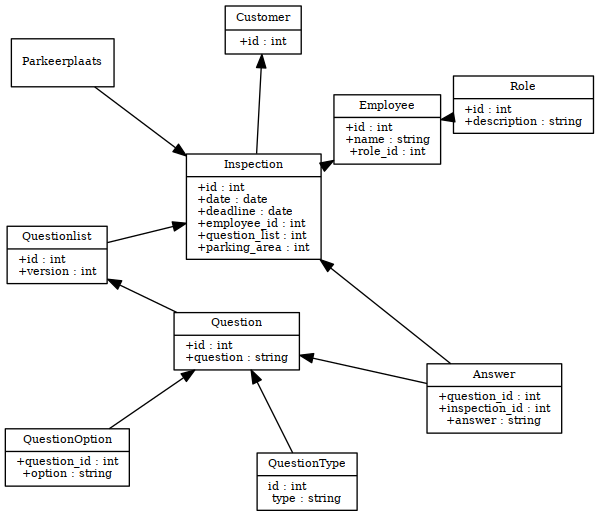 Customer
+id : int
Parkeerplaats
Employee
+id : int
+name : string
+role_id : int
Role
+id : int
+description : string
Inspection
+id : int
+date : date
+deadline : date
+employee_id : int
+question_list : int
+parking_area : int
Questionlist
+id : int
+version : int
Question
+id : int
+question : string
Answer
+question_id : int
+inspection_id : int
+answer : string
QuestionOption
+question_id : int
+option : string
QuestionType
id : int
type : string